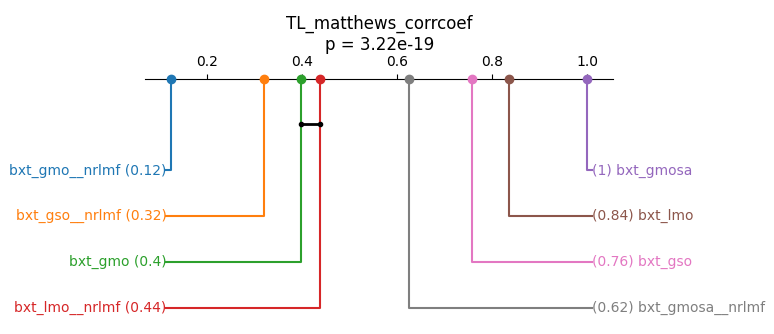 TL_matthews_corrcoef
p = 3.22e-19
0.2 0.4 0.6 0.8 1.0
bxt_gmo__nrlmf (0.12) (1) bxt_gmosa
bxt_gso__nrlmf (0.32) (0.84) bxt_lmo
bxt_gmo (0.4) (0.76) bxt_gso
bxt_lmo__nrlmf (0.44) (0.62) bxt_gmosa__nrlmf